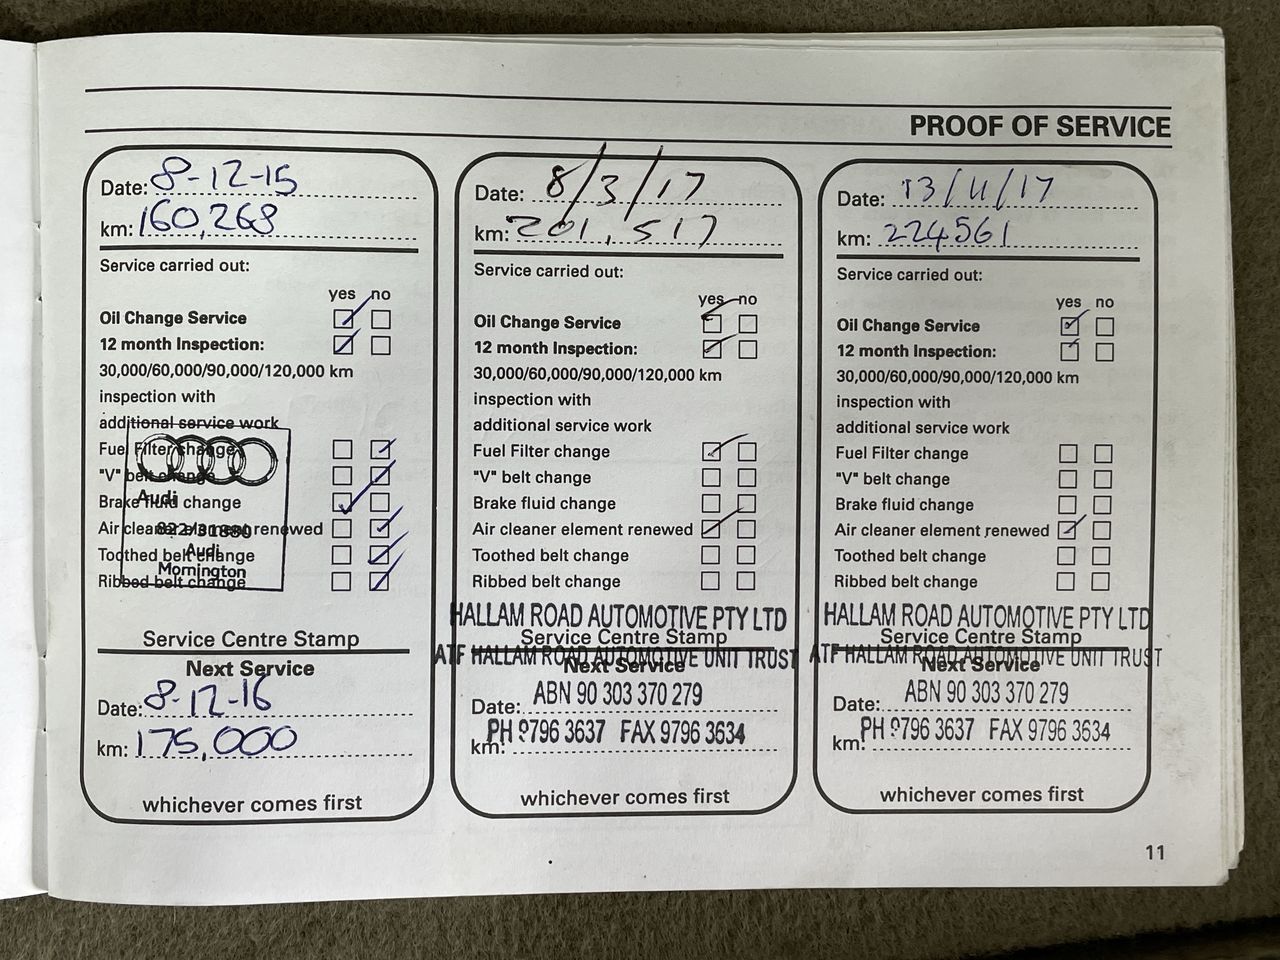 PROOF OF SERVICE
Date: 8-12-15
km: 160,268
Service carried out:
yes no
Oil Change Service
12 month Inspection:
30,000/60,000/90,000/120,000 km
inspection with
additional service work
Fuel Filter change
"V" belt change
Brake fluid change
Air cleaner element renewed
Toothed belt change
Ribbed belt change
Audi
822/31880
Audi
Mornington
Service Centre Stamp
Next Service
Date: 8-12-16
km: 175,000
whichever comes first
Date: 8/3/17
km: 201,517
Service carried out:
yes no
Oil Change Service
12 month Inspection:
30,000/60,000/90,000/120,000 km
inspection with
additional service work
Fuel Filter change
"V" belt change
Brake fluid change
Air cleaner element renewed
Toothed belt change
Ribbed belt change
HALLAM ROAD AUTOMOTIVE PTY LTD
Service Centre Stamp
ATF HALLAM ROAD AUTOMOTIVE UNIT TRUST
Next Service
ABN 90 303 370 279
Date:
PH 9796 3637 FAX 9796 3634
km:
whichever comes first
Date: 13/11/17
km: 224561
Service carried out:
yes no
Oil Change Service
12 month Inspection:
30,000/60,000/90,000/120,000 km
inspection with
additional service work
Fuel Filter change
"V" belt change
Brake fluid change
Air cleaner element renewed
Toothed belt change
Ribbed belt change
HALLAM ROAD AUTOMOTIVE PTY LTD
Service Centre Stamp
ATF HALLAM ROAD AUTOMOTIVE UNIT TRUST
Next Service
ABN 90 303 370 279
Date:
PH 9796 3637 FAX 9796 3634
km:
whichever comes first
11